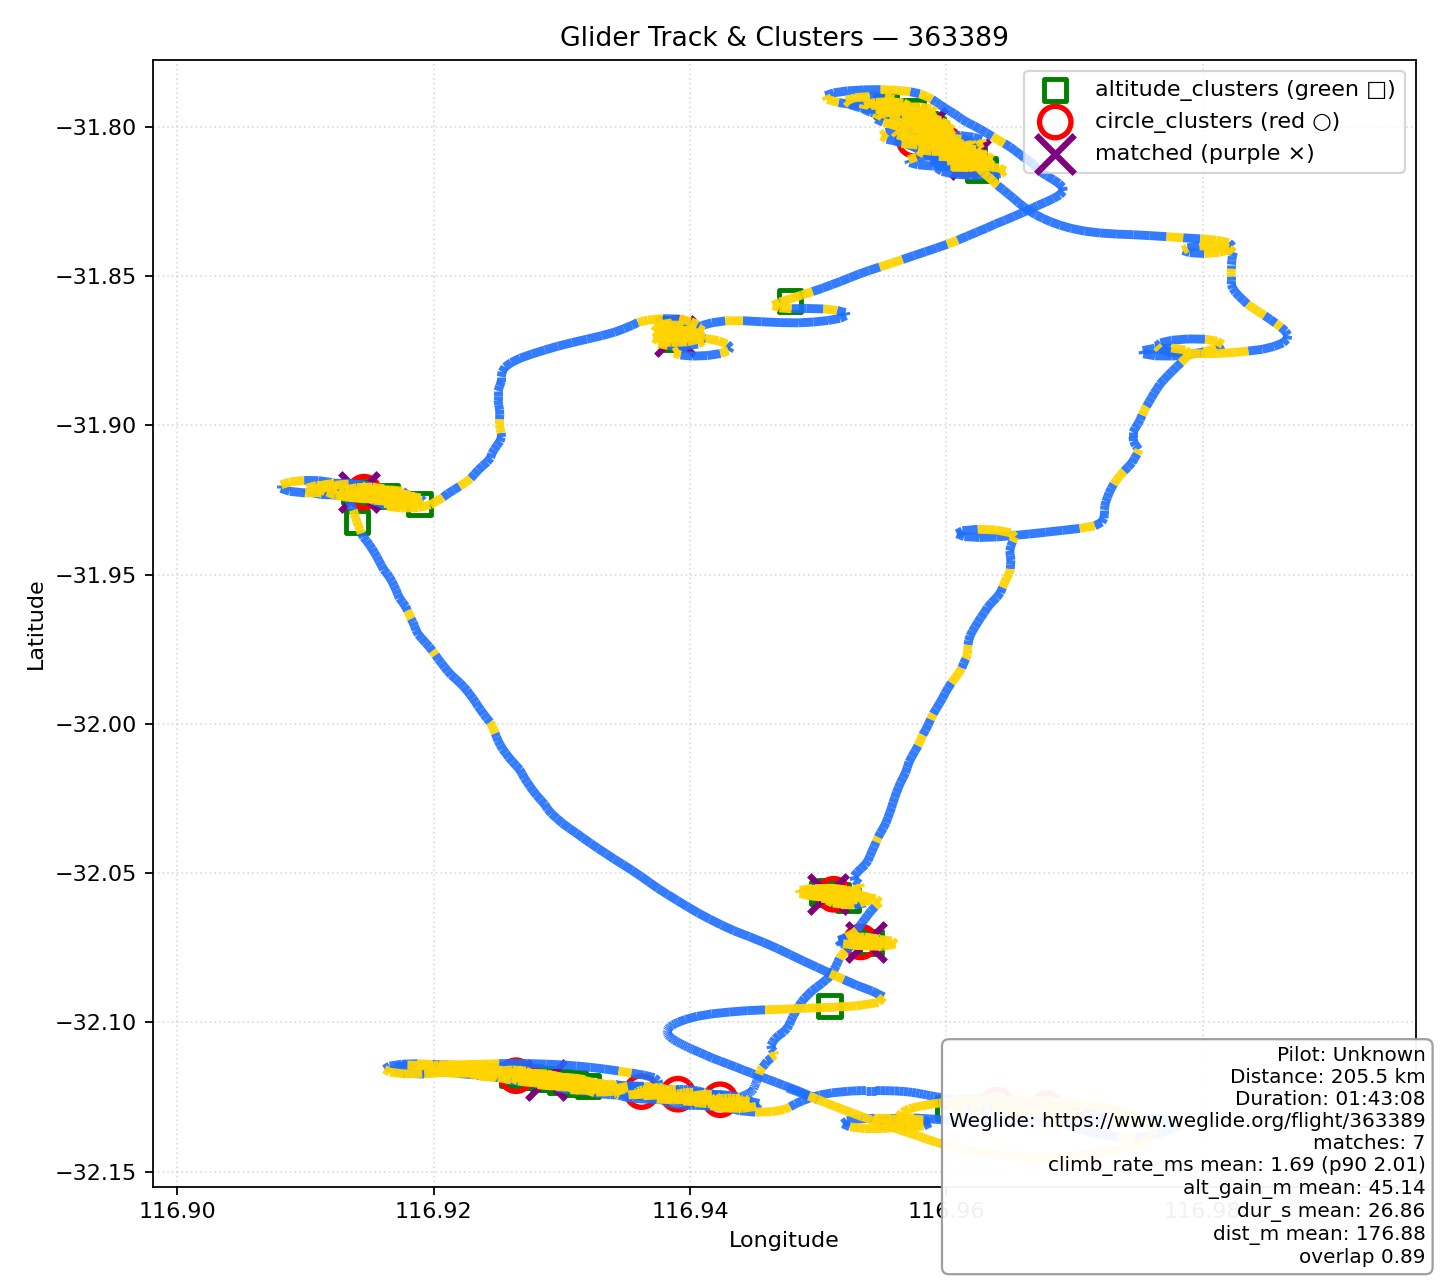 Glider Track & Clusters — 363389
altitude_clusters (green □)
circle_clusters (red ○)
matched (purple ×)
−31.80
−31.85
−31.90
−31.95
−32.00
−32.05
−32.10
−32.15
Latitude
116.90
116.92
116.94
116.96
116.98
Longitude
Pilot: Unknown
Distance: 205.5 km
Duration: 01:43:08
Weglide: https://www.weglide.org/flight/363389
matches: 7
climb_rate_ms mean: 1.69 (p90 2.01)
alt_gain_m mean: 45.14
dur_s mean: 26.86
dist_m mean: 176.88
overlap 0.89